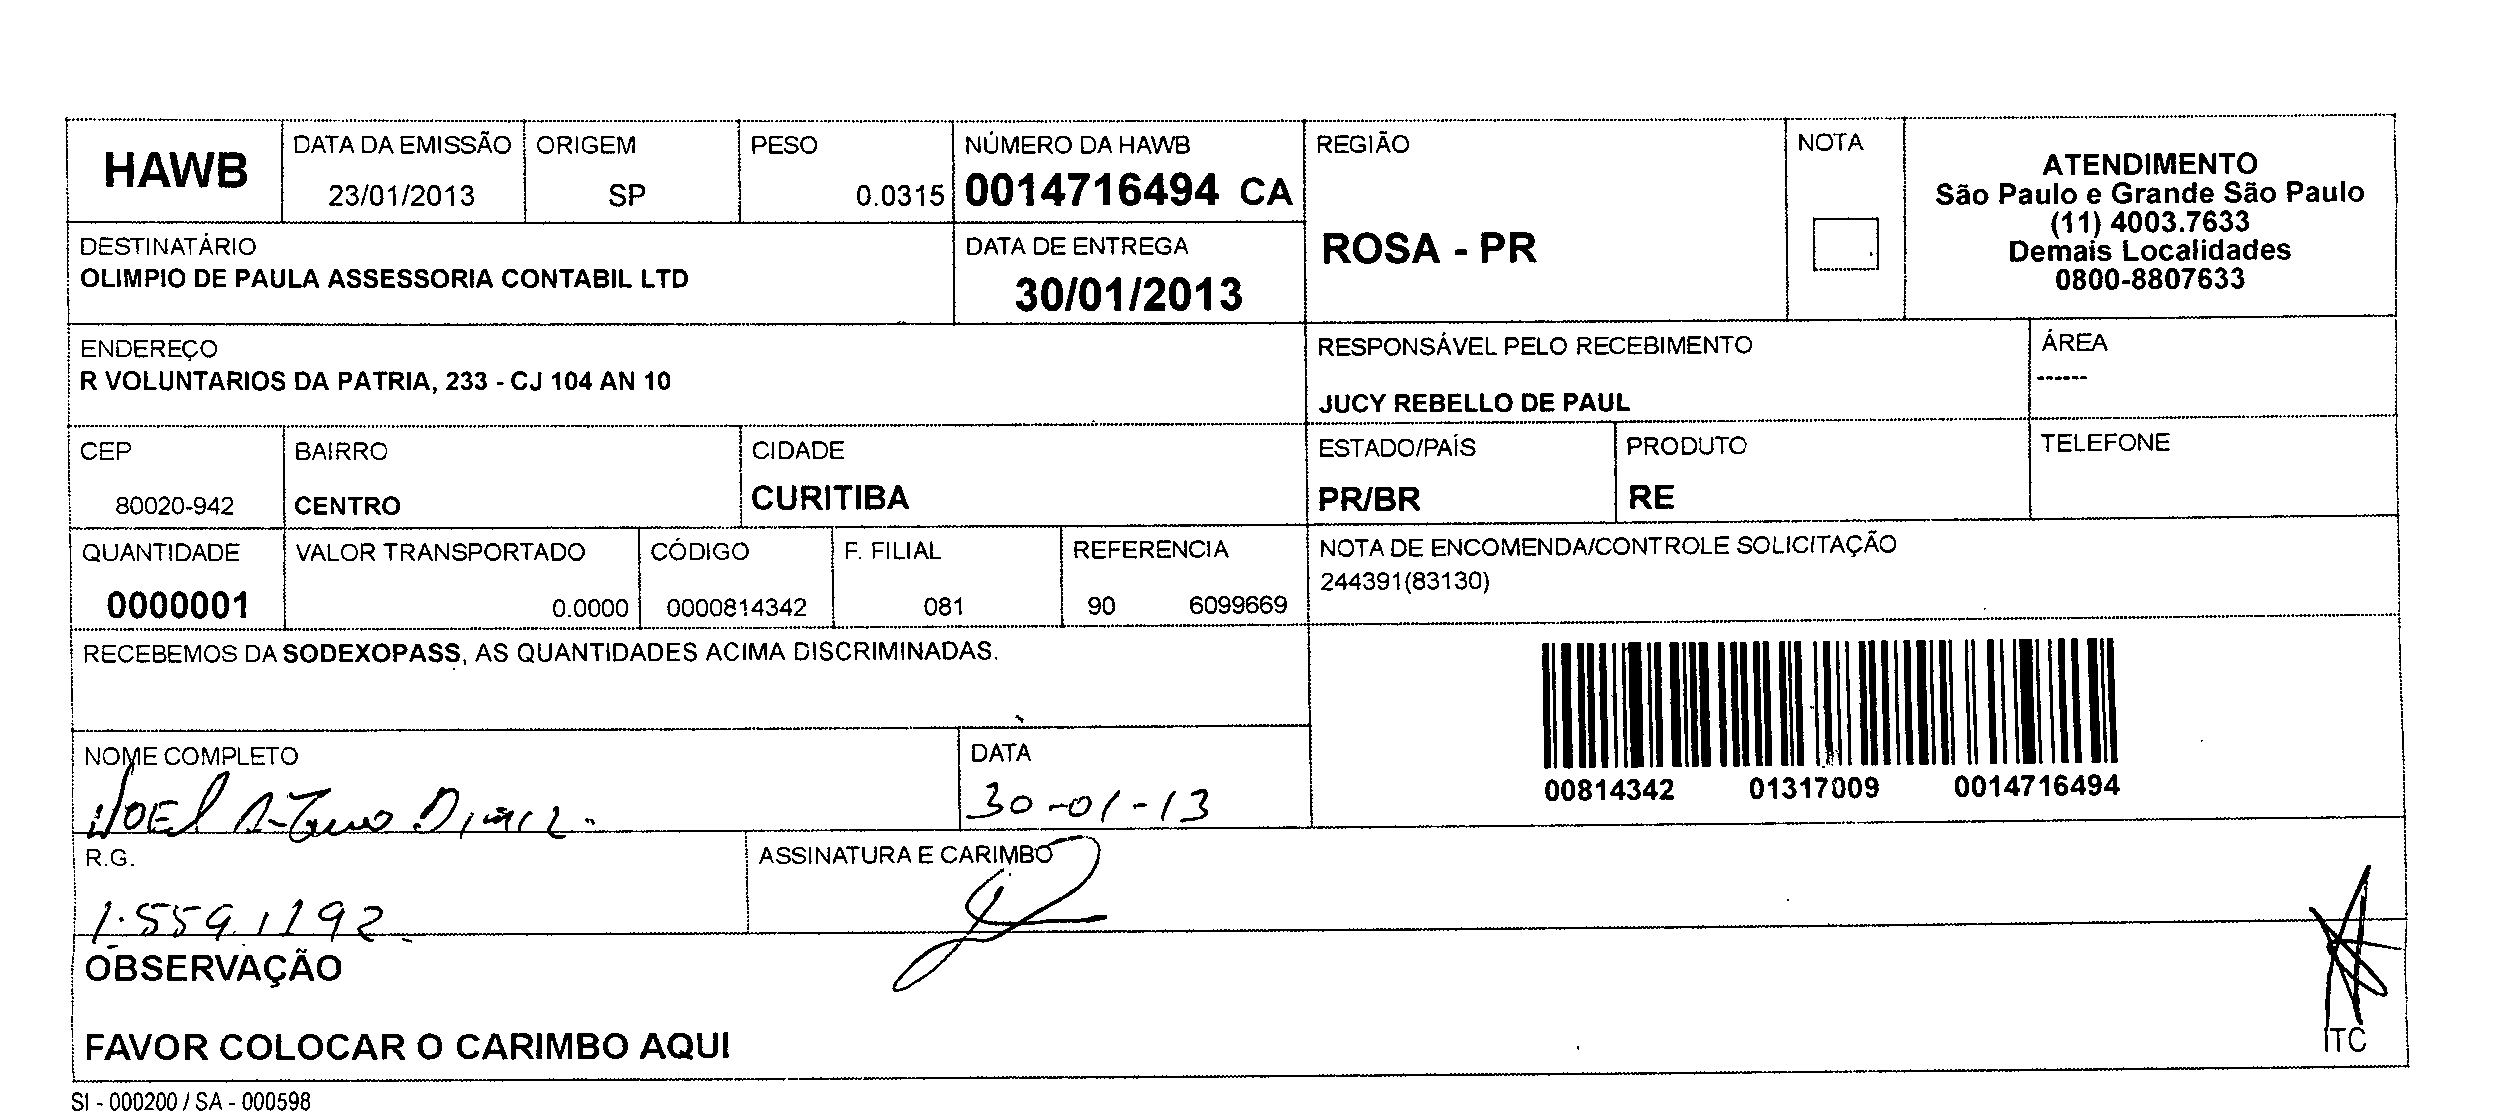 HAWB
DATA DA EMISSÃO
23/01/2013
ORIGEM
SP
PESO
0.0315
NÚMERO DA HAWB
0014716494 CA
REGIÃO
ROSA - PR
NOTA
ATENDIMENTO
São Paulo e Grande São Paulo
(11) 4003.7633
Demais Localidades
0800-8807633
DESTINATÁRIO
OLIMPIO DE PAULA ASSESSORIA CONTABIL LTD
DATA DE ENTREGA
30/01/2013
ENDEREÇO
R VOLUNTARIOS DA PATRIA, 233 - CJ 104 AN 10
RESPONSÁVEL PELO RECEBIMENTO
JUCY REBELLO DE PAUL
ÁREA
------
CEP
80020-942
BAIRRO
CENTRO
CIDADE
CURITIBA
ESTADO/PAÍS
PR/BR
PRODUTO
RE
TELEFONE
QUANTIDADE
0000001
VALOR TRANSPORTADO
0.0000
CÓDIGO
0000814342
F. FILIAL
081
REFERENCIA
90 6099669
NOTA DE ENCOMENDA/CONTROLE SOLICITAÇÃO
244391(83130)
RECEBEMOS DA SODEXOPASS, AS QUANTIDADES ACIMA DISCRIMINADAS.
00814342 01317009 0014716494
NOME COMPLETO
NOEl
DATA
30-01-13
R.G.
1.559.1192.
ASSINATURA E CARIMBO
OBSERVAÇÃO
FAVOR COLOCAR O CARIMBO AQUI
ITC
SI - 000200 / SA - 000598